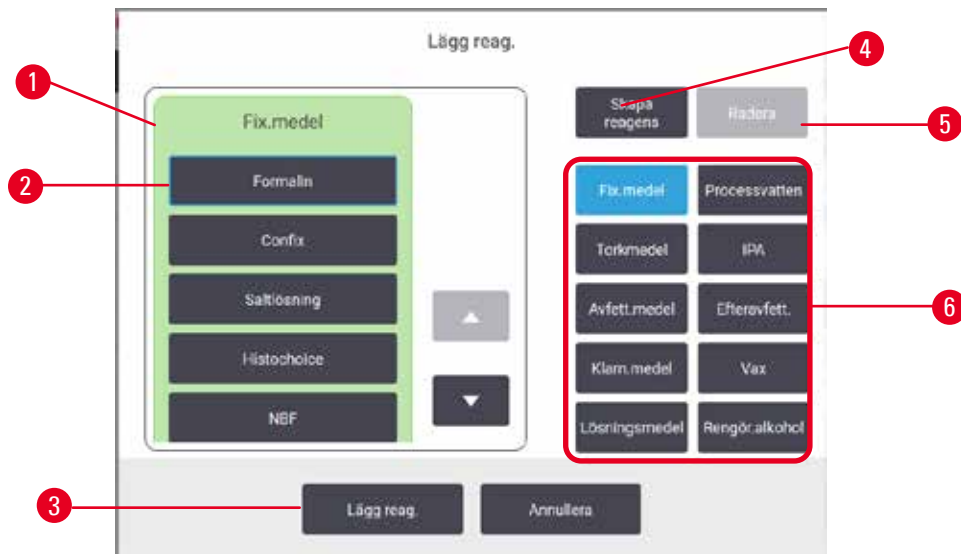 Lägg reag.
1
Fix.medel
2
Formalin
Confix
Saltlösning
Histochoice
NBF
4
Skapa
reagens
Radera
5
Fix.medel
Processvatten
Torkmedel
IPA
Avfett.medel
Efteravfett.
6
Klarn.medel
Vax
Lösningsmedel
Rengör.alkohol
3
Lägg reag.
Annullera